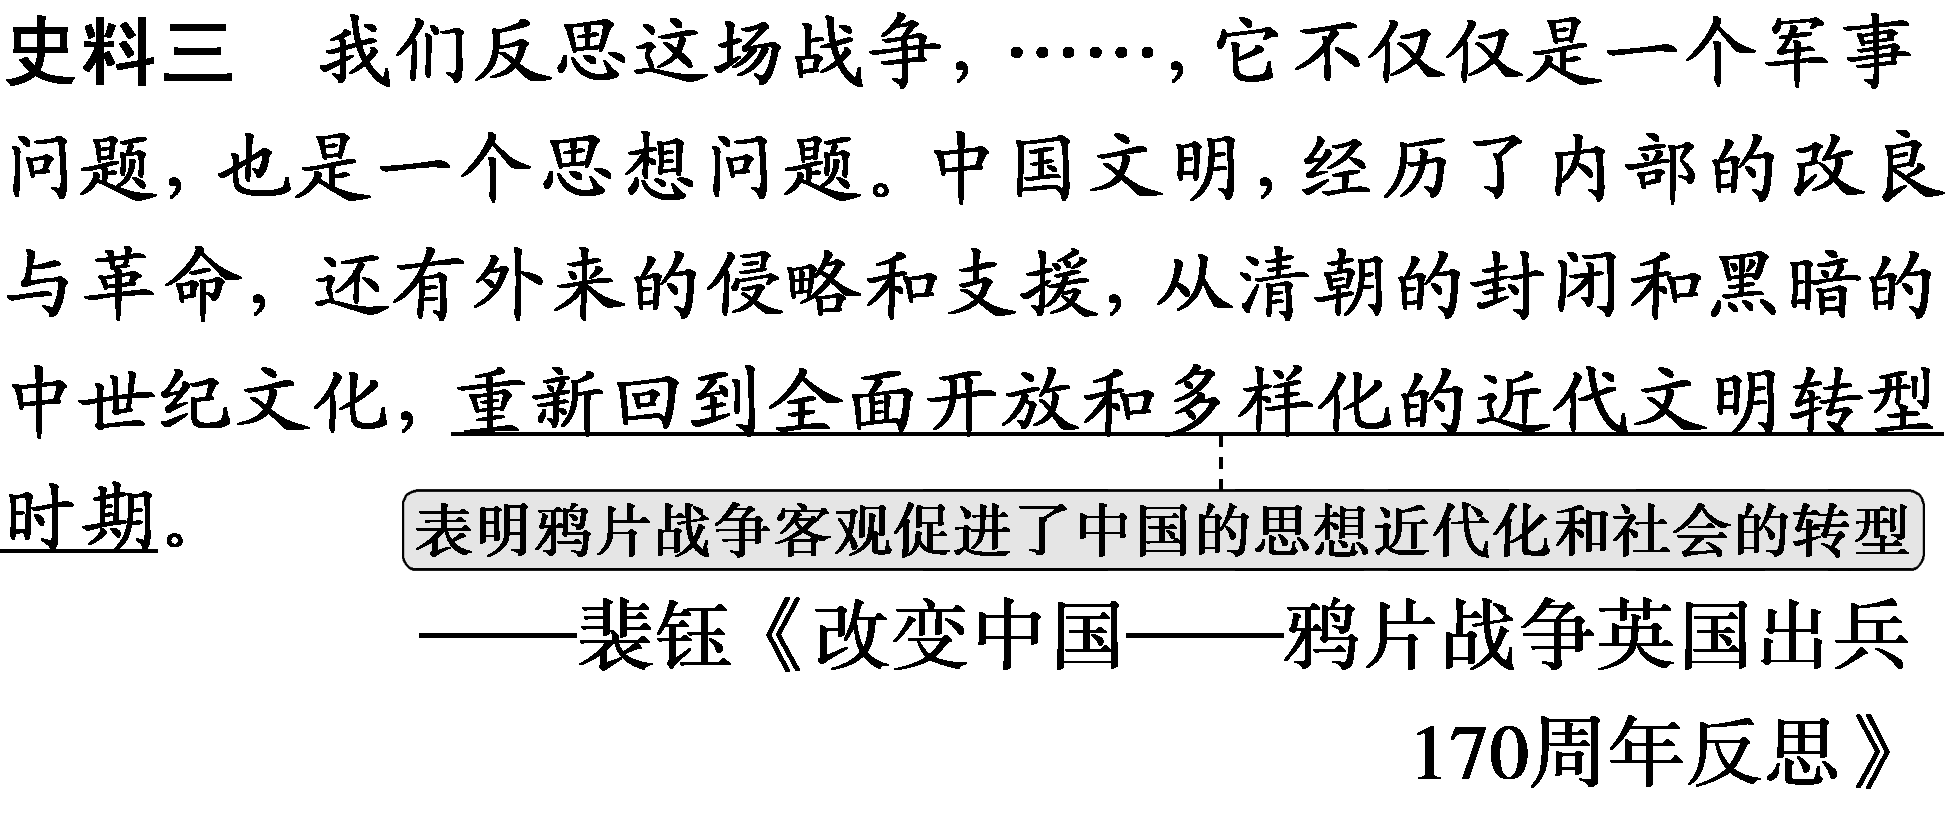 史料三　我们反思这场战争，……，它不仅仅是一个军事
问题，也是一个思想问题。中国文明，经历了内部的改良
与革命，还有外来的侵略和支援，从清朝的封闭和黑暗的
中世纪文化，重新回到全面开放和多样化的近代文明转型
时期。
表明鸦片战争客观促进了中国的思想近代化和社会的转型
——裴钰《改变中国——鸦片战争英国出兵
170周年反思》